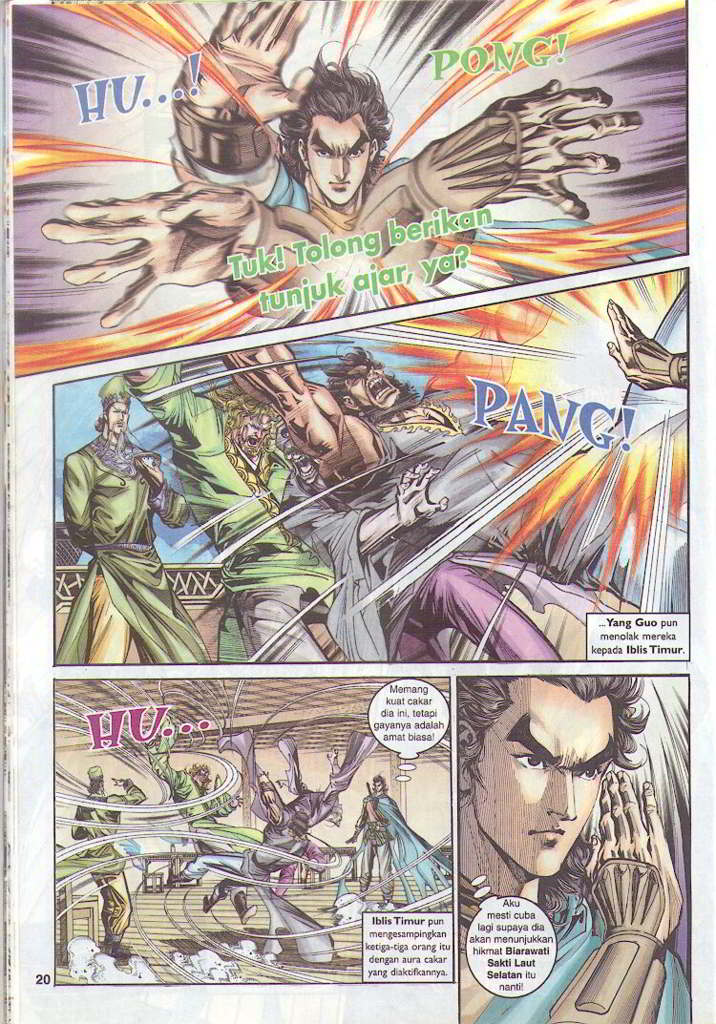 HU...!
PONG!
Tuk! Tolong berikan
tunjuk ajar, ya?
PANG!
...Yang Guo pun
menolak mereka
kepada Iblis Timur.
HU...
Memang
kuat cakar
dia ini, tetapi
gayanya adalah
amat biasa!
Iblis Timur pun
mengesampingkan
ketiga-tiga orang itu
dengan aura cakar
yang diaktifkannya.
Aku
mesti cuba
lagi supaya dia
akan menunjukkan
hikmat Biarawati
Sakti Laut
Selatan itu
nanti!
20